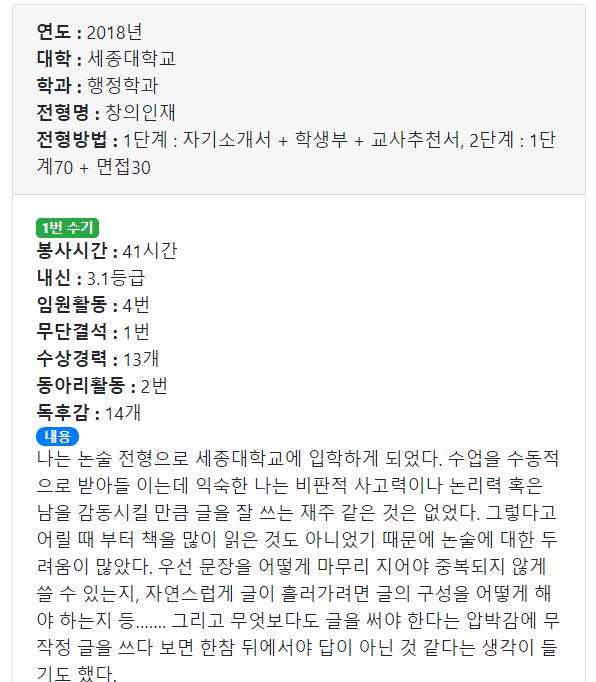 연도 : 2018년
대학 : 세종대학교
학과 : 행정학과
전형명 : 창의인재
전형방법 : 1단계 : 자기소개서 + 학생부 + 교사추천서, 2단계 : 1단
계70 + 면접30
1번 수기
봉사시간 : 41시간
내신 : 3.1등급
임원활동 : 4번
무단결석 : 1번
수상경력 : 13개
동아리활동 : 2번
독후감 : 14개
내용
나는 논술 전형으로 세종대학교에 입학하게 되었다. 수업을 수동적
으로 받아들 이는데 익숙한 나는 비판적 사고력이나 논리력 혹은
남을 감동시킬 만큼 글을 잘 쓰는 재주 같은 것은 없었다. 그렇다고
어릴 때 부터 책을 많이 읽은 것도 아니었기 때문에 논술에 대한 두
려움이 많았다. 우선 문장을 어떻게 마무리 지어야 중복되지 않게
쓸 수 있는지, 자연스럽게 글이 흘러가려면 글의 구성을 어떻게 해
야 하는지 등....... 그리고 무엇보다도 글을 써야 한다는 압박감에 무
작정 글을 쓰다 보면 한참 뒤에서야 답이 아닌 것 같다는 생각이 들
기도 했다.